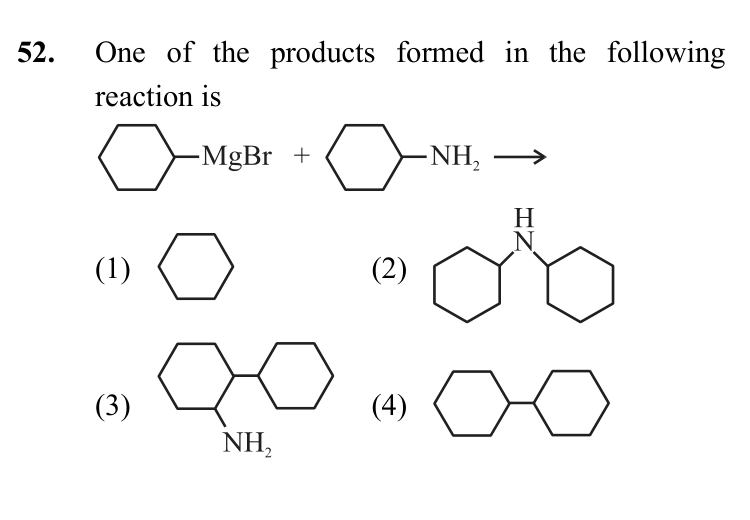 52. One of the products formed in the following
reaction is
MgBr + NH₂ ⟶
(1) (2) H
N
(3) NH₂ (4)